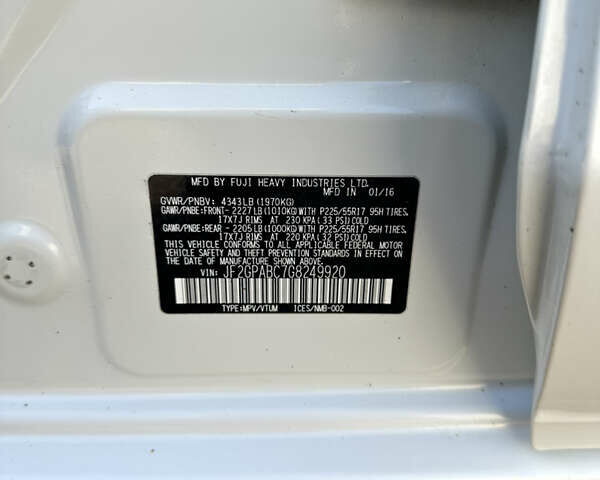 MFD BY FUJI HEAVY INDUSTRIES LTD.
MFD IN 01/16
GVWR/PNBV: 4343LB (1970KG)
GAWR/PNBE:FRONT- 2227LB (1010KG)WITH P225/55R17 95H TIRES,
17X7J RIMS AT 230 KPA( 33 PSI)COLD
GAWR/PNBE:REAR - 2205LB (1000KG)WITH P225/55R17 95H TIRES,
17X7J RIMS AT 220 KPA( 32 PSI)COLD
THIS VEHICLE CONFORMS TO ALL APPLICABLE FEDERAL MOTOR
VEHICLE SAFETY AND THEFT PREVENTION STANDARDS IN EFFECT
ON THE DATE OF MANUFACTURE SHOWN ABOVE.
VIN: JF2GPABC7G8249920
TYPE:MPV/VTUM ICES/NMB-002